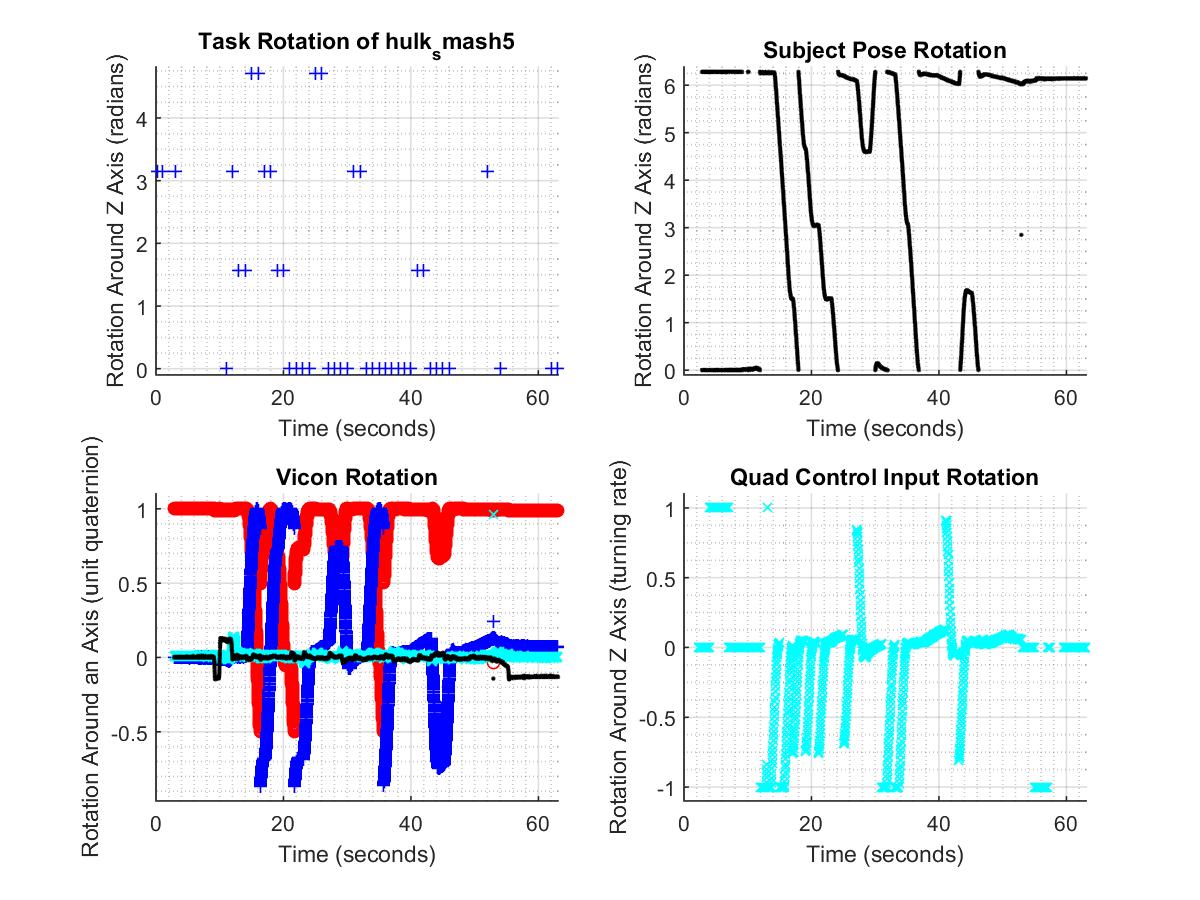 Task Rotation of hulksmash5
Rotation Around Z Axis (radians)
4
3
2
1
0
0 20 40 60
Time (seconds)
Subject Pose Rotation
Rotation Around Z Axis (radians)
6
5
4
3
2
1
0
0 20 40 60
Time (seconds)
Vicon Rotation
Rotation Around an Axis (unit quaternion)
1
0.5
0
-0.5
0 20 40 60
Time (seconds)
Quad Control Input Rotation
Rotation Around Z Axis (turning rate)
1
0.5
0
-0.5
-1
0 20 40 60
Time (seconds)